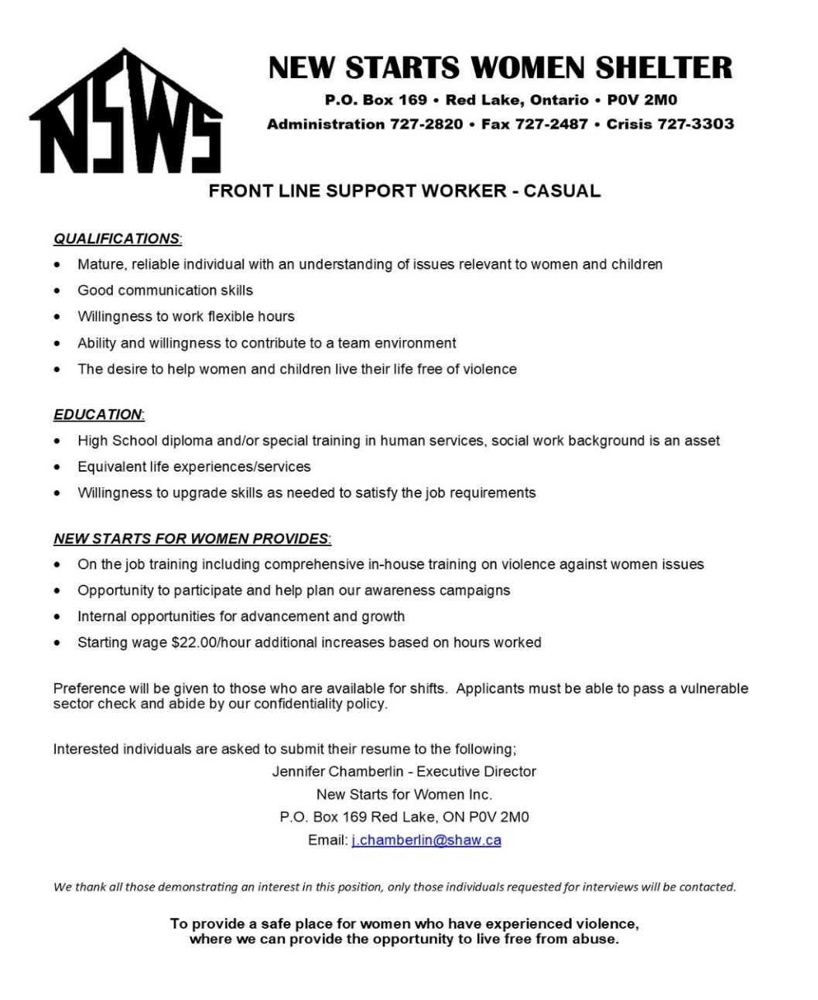 NSWS
NEW STARTS WOMEN SHELTER
P.O. Box 169 • Red Lake, Ontario • P0V 2M0
Administration 727-2820 • Fax 727-2487 • Crisis 727-3303
FRONT LINE SUPPORT WORKER - CASUAL
QUALIFICATIONS:
• Mature, reliable individual with an understanding of issues relevant to women and children
• Good communication skills
• Willingness to work flexible hours
• Ability and willingness to contribute to a team environment
• The desire to help women and children live their life free of violence
EDUCATION:
• High School diploma and/or special training in human services, social work background is an asset
• Equivalent life experiences/services
• Willingness to upgrade skills as needed to satisfy the job requirements
NEW STARTS FOR WOMEN PROVIDES:
• On the job training including comprehensive in-house training on violence against women issues
• Opportunity to participate and help plan our awareness campaigns
• Internal opportunities for advancement and growth
• Starting wage $22.00/hour additional increases based on hours worked
Preference will be given to those who are available for shifts. Applicants must be able to pass a vulnerable
sector check and abide by our confidentiality policy.
Interested individuals are asked to submit their resume to the following;
Jennifer Chamberlin - Executive Director
New Starts for Women Inc.
P.O. Box 169 Red Lake, ON P0V 2M0
Email: j.chamberlin@shaw.ca
We thank all those demonstrating an interest in this position, only those individuals requested for interviews will be contacted.
To provide a safe place for women who have experienced violence,
where we can provide the opportunity to live free from abuse.